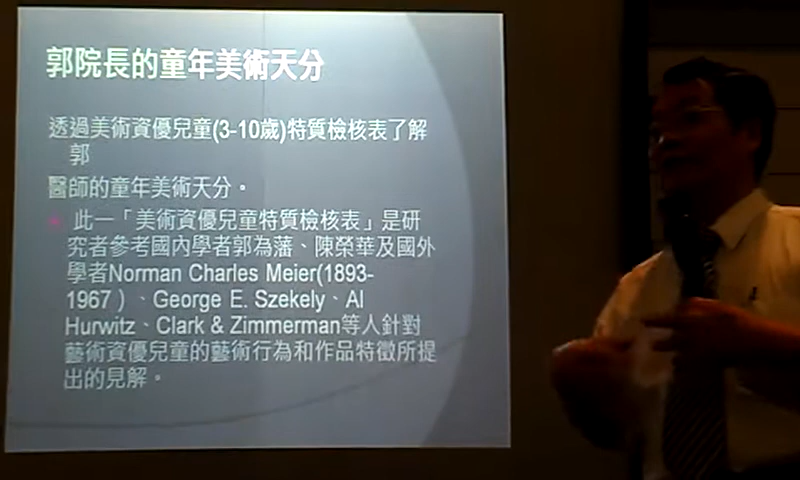 郭院長的童年美術天分
透過美術資優兒童(3-10歲)特質檢核表了解
郭
醫師的童年美術天分。
此一「美術資優兒童特質檢核表」是研
究者參考國內學者郭為藩、陳榮華及國外
學者Norman Charles Meier(1893-
1967 ) 、George E. Szekely、Al
Hurwitz、Clark & Zimmerman等人針對
藝術資優兒童的藝術行為和作品特徵所提
出的見解。